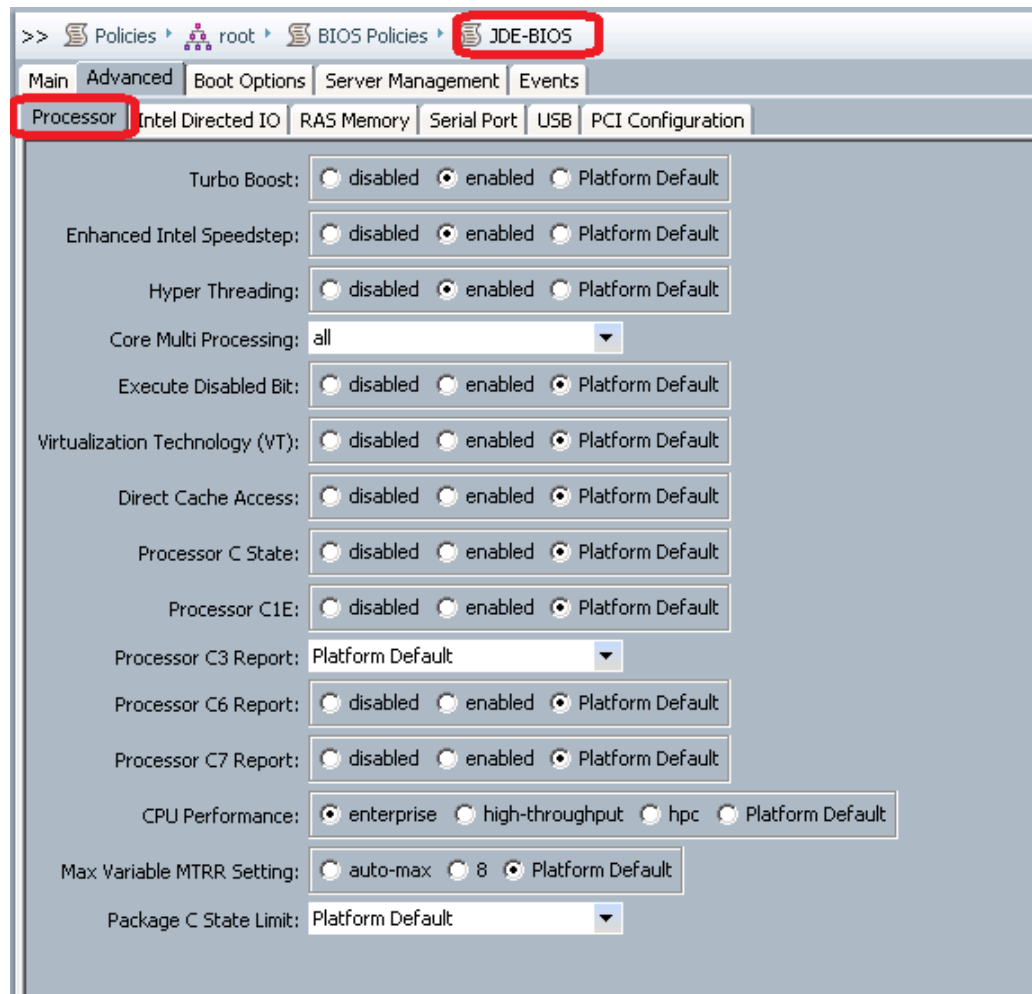 >> Policies root BIOS Policies JDE-BIOS
Main Advanced Boot Options Server Management Events
Processor Intel Directed IO RAS Memory Serial Port USB PCI Configuration
Turbo Boost: disabled enabled Platform Default
Enhanced Intel Speedstep: disabled enabled Platform Default
Hyper Threading: disabled enabled Platform Default
Core Multi Processing: all
Execute Disabled Bit: disabled enabled Platform Default
Virtualization Technology (VT): disabled enabled Platform Default
Direct Cache Access: disabled enabled Platform Default
Processor C State: disabled enabled Platform Default
Processor C1E: disabled enabled Platform Default
Processor C3 Report: Platform Default
Processor C6 Report: disabled enabled Platform Default
Processor C7 Report: disabled enabled Platform Default
CPU Performance: enterprise high-throughput hpc Platform Default
Max Variable MTRR Setting: auto-max 8 Platform Default
Package C State Limit: Platform Default